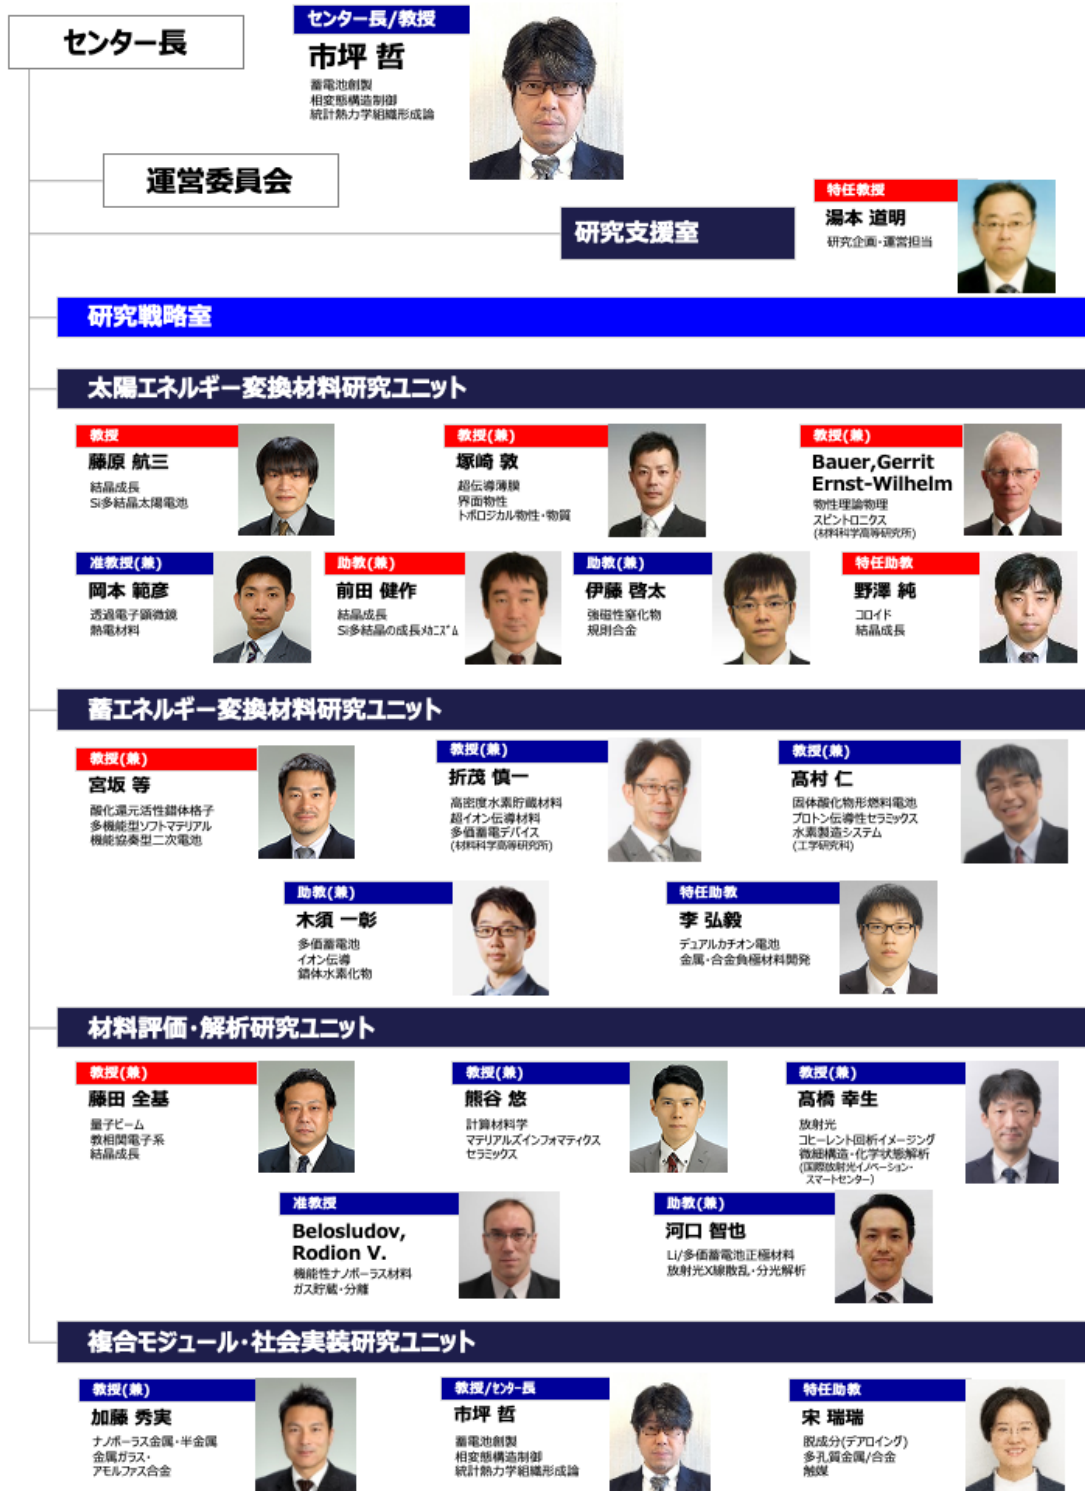 センター長
センター長/教授
市坪 哲
蓄電池創製
相変態構造制御
統計熱力学組織形成論
運営委員会
研究支援室
特任教授
湯本 道明
研究企画・運営担当
研究戦略室
太陽エネルギー変換材料研究ユニット
教授
藤原 航三
結晶成長
Si多結晶太陽電池
教授(兼)
塚﨑 敦
超伝導薄膜
界面物性
トポロジカル物性・物質
教授(兼)
Bauer,Gerrit
Ernst-Wilhelm
物性理論物理
スピントロニクス
(材料科学高等研究所)
准教授(兼)
岡本 範彦
透過電子顕微鏡
熱電材料
助教(兼)
前田 健作
結晶成長
Si多結晶の成長メカニズム
助教(兼)
伊藤 啓太
強磁性窒化物
規則合金
特任助教
野澤 純
コロイド
結晶成長
蓄エネルギー変換材料研究ユニット
教授(兼)
宮坂 等
酸化還元活性錯体格子
多機能型ソフトマテリアル
機能協奏型二次電池
教授(兼)
折茂 慎一
高密度水素貯蔵材料
超イオン伝導材料
多価蓄電デバイス
(材料科学高等研究所)
教授(兼)
髙村 仁
固体酸化物形燃料電池
プロトン伝導性セラミックス
水素製造システム
(工学研究科)
助教(兼)
木須 一彰
多価蓄電池
イオン伝導
錯体水素化物
特任助教
李 弘毅
デュアルカチオン電池
金属・合金負極材料開発
材料評価・解析研究ユニット
教授(兼)
藤田 全基
量子ビーム
教相関電子系
結晶成長
教授(兼)
熊谷 悠
計算材料学
マテリアルズインフォマティクス
セラミックス
教授(兼)
髙橋 幸生
放射光
コヒーレント回折イメージング
微細構造・化学状態解析
(国際放射光イノベーション・
スマートセンター)
准教授
Belosludov,
Rodion V.
機能性ナノポーラス材料
ガス貯蔵・分離
助教(兼)
河口 智也
Li/多価蓄電池正極材料
放射光X線散乱・分光解析
複合モジュール・社会実装研究ユニット
教授(兼)
加藤 秀実
ナノポーラス金属・半金属
金属ガラス・
アモルファス合金
教授/センター長
市坪 哲
蓄電池創製
相変態構造制御
統計熱力学組織形成論
特任助教
宋 瑞瑞
脱成分(デアロイング)
多孔質金属/合金
触媒